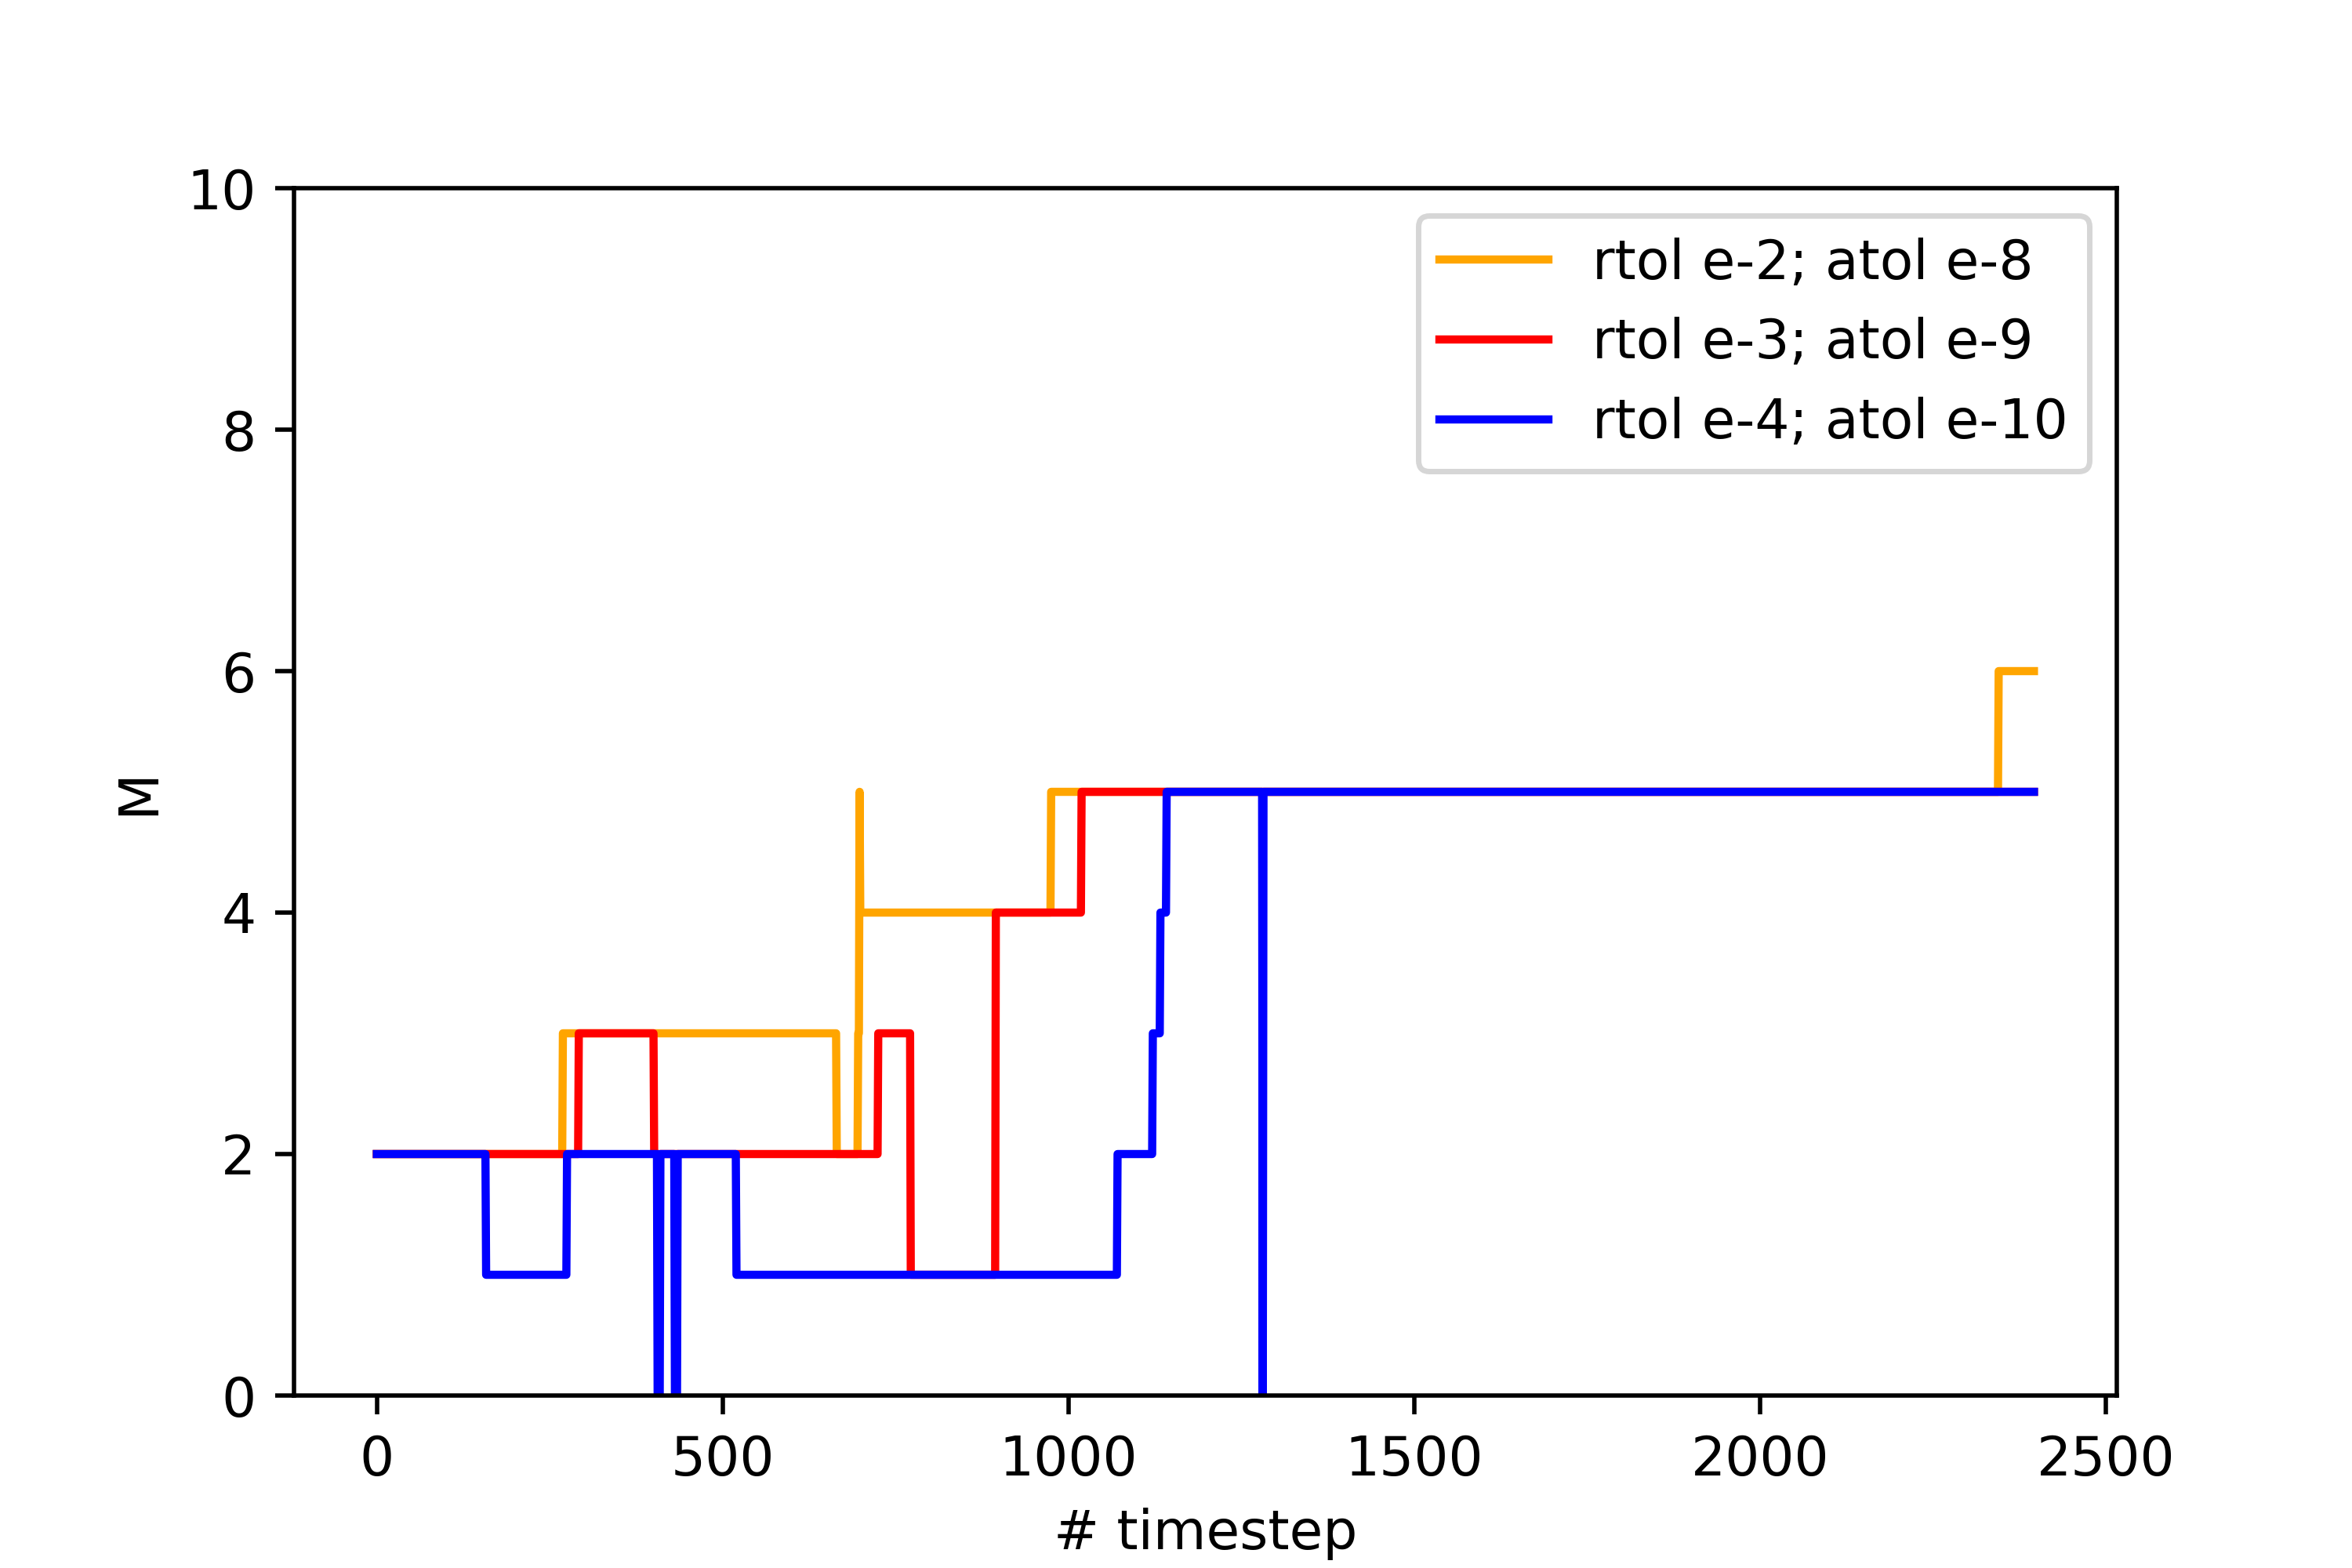 rtol e-2; atol e-8
rtol e-3; atol e-9
rtol e-4; atol e-10
10
8
6
4
2
0
M
0 500 1000 1500 2000 2500
# timestep